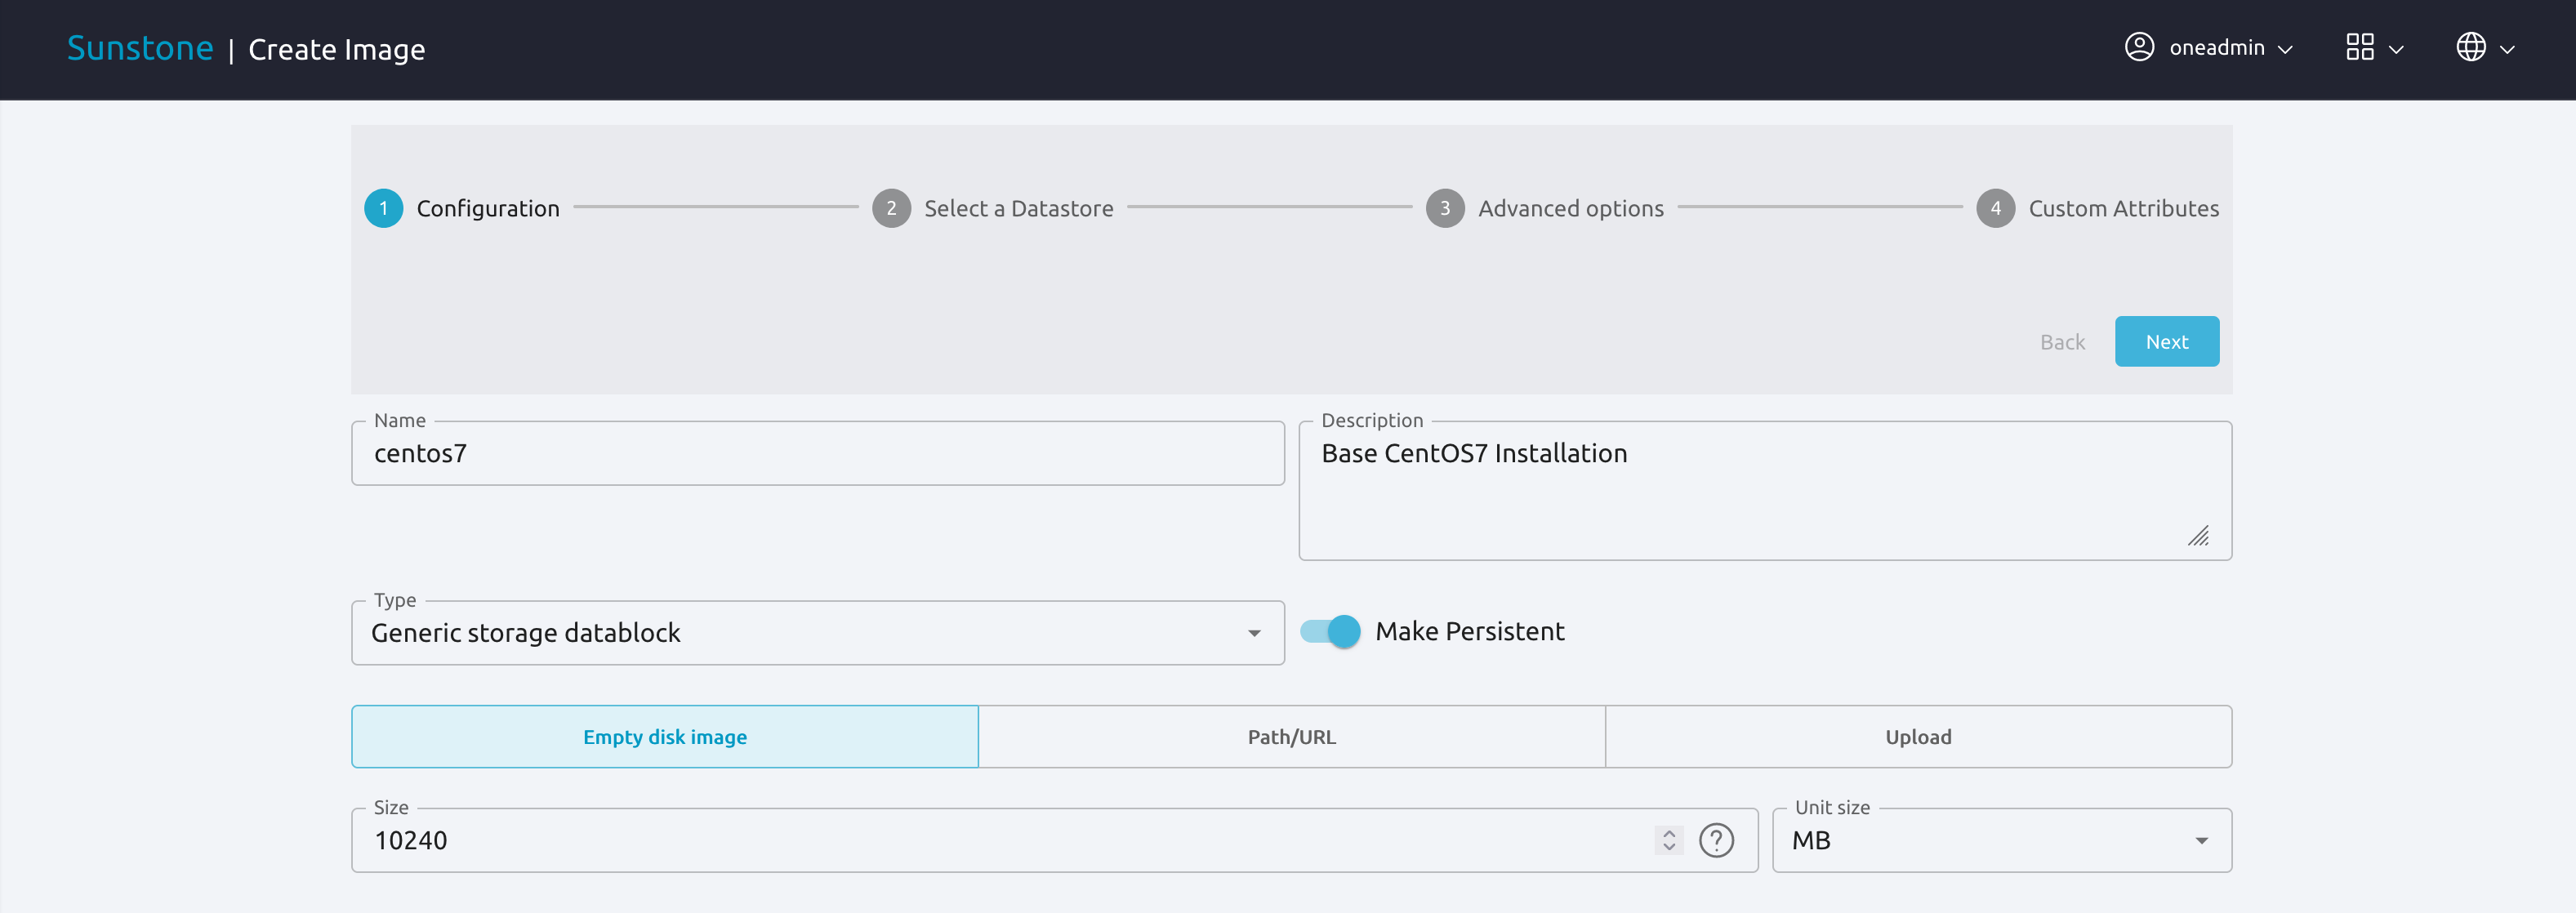 Sunstone | Create Image
oneadmin
1 Configuration
2 Select a Datastore
3 Advanced options
4 Custom Attributes
Back
Next
Name
centos7
Description
Base CentOS7 Installation
Type
Generic storage datablock
Make Persistent
Empty disk image
Path/URL
Upload
Size
10240
?
Unit size
MB